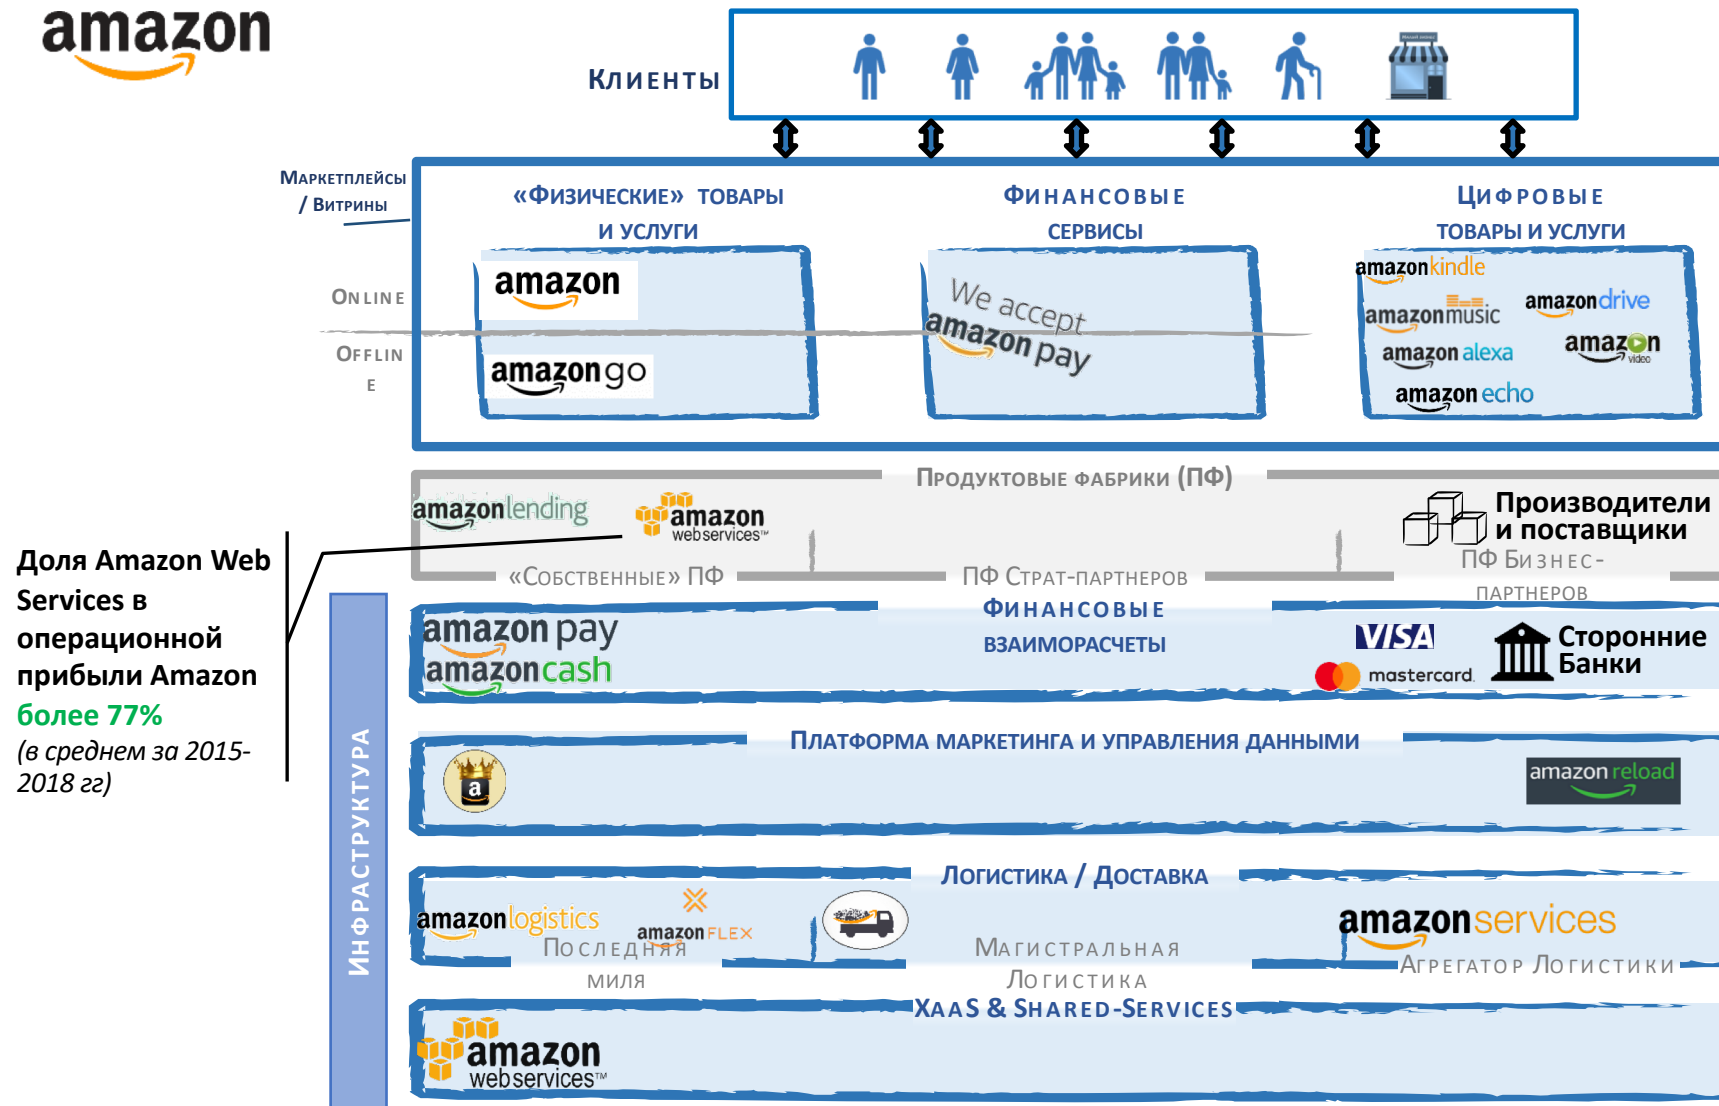 amazon
Клиенты
Маркетплейсы
/ Витрины
«Физические» товары
и услуги
Финансовые
сервисы
Цифровые
товары и услуги
Online
Offlin
e
amazon
amazon go
We accept
amazon pay
amazon kindle
amazon music
amazon drive
amazon alexa
amazon video
amazon echo
Продуктовые фабрики (ПФ)
amazon lending
amazon
webservices™
Производители
и поставщики
«Собственные» ПФ
ПФ Страт-партнеров
ПФ Бизнес-
партнеров
Доля Amazon Web
Services в
операционной
прибыли Amazon
более 77%
(в среднем за 2015-
2018 гг)
Инфраструктура
Финансовые
взаиморасчеты
amazon pay
amazon cash
VISA
mastercard.
Сторонние
Банки
Платформа маркетинга и управления данными
a
amazon reload
Логистика / Доставка
amazon logistics
amazon FLEX
amazon services
Последняя
миля
Магистральная
Логистика
Агрегатор Логистики
XaaS & Shared-Services
amazon
webservices™